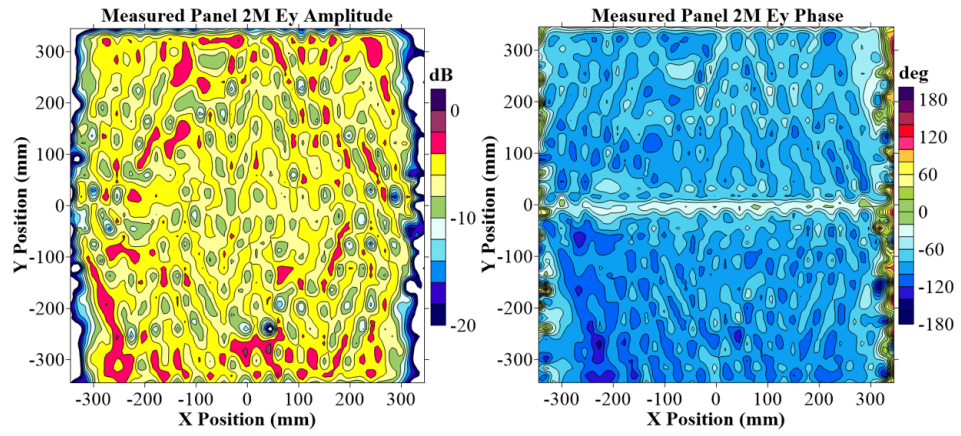 Measured Panel 2M Ey Amplitude
Y Position (mm)
300
200
100
0
-100
-200
-300
-300 -200 -100 0 100 200 300
X Position (mm)
dB
0
-10
-20
Measured Panel 2M Ey Phase
Y Position (mm)
300
200
100
0
-100
-200
-300
-300 -200 -100 0 100 200 300
X Position (mm)
deg
180
120
60
0
-60
-120
-180